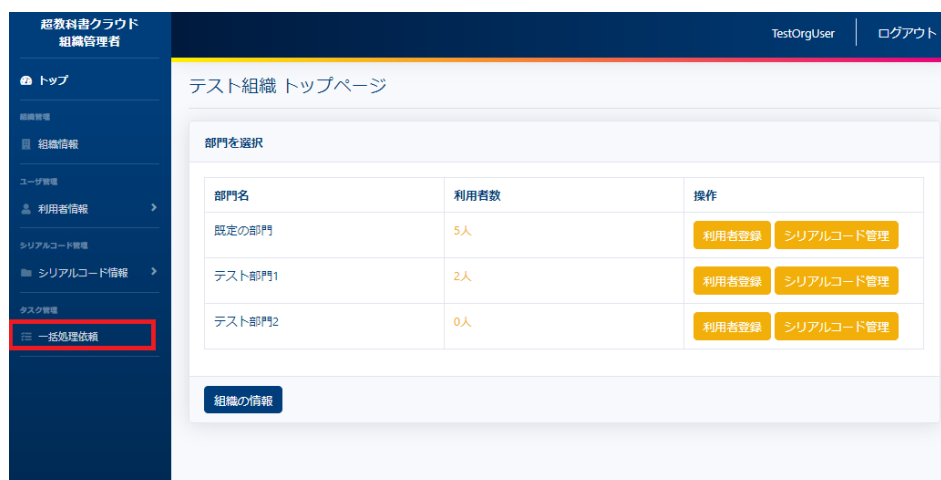 超教科書クラウド
組織管理者
TestOrgUser
ログアウト
トップ
組織管理
組織情報
ユーザ管理
利用者情報
シリアルコード管理
シリアルコード情報
タスク管理
一括処理依頼
テスト組織 トップページ
部門を選択
部門名 利用者数 操作
既定の部門 5人 利用者登録 シリアルコード管理
テスト部門1 2人 利用者登録 シリアルコード管理
テスト部門2 0人 利用者登録 シリアルコード管理
組織の情報